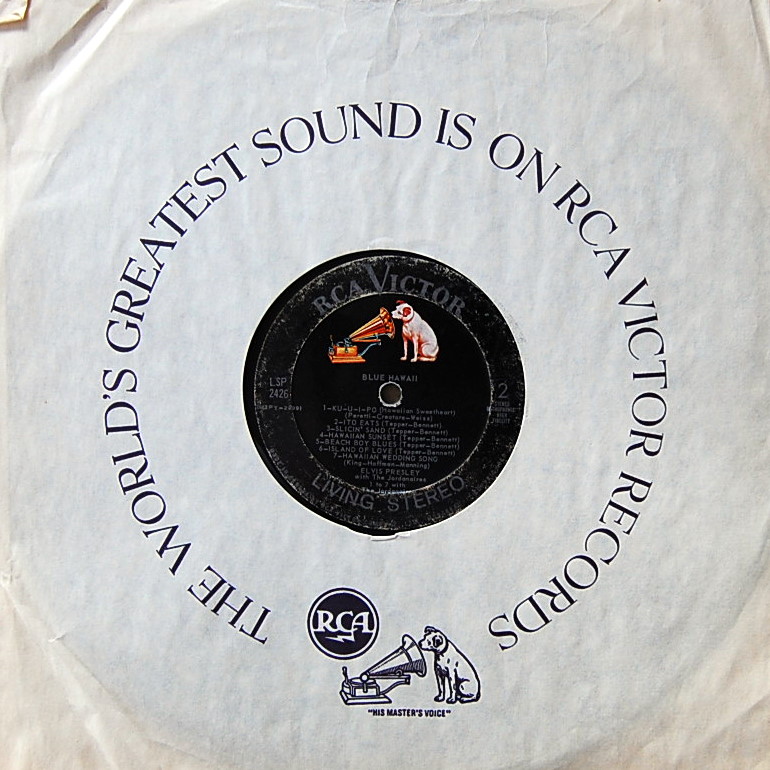 THE WORLD'S GREATEST SOUND IS ON RCA VICTOR RECORDS
RCA VICTOR
BLUE HAWAII
LSP
2426
2
1-KU-U-I-PO (Hawaiian Sweetheart)
(Peretti-Creatore-Weiss)
2-ITO EATS (Tepper-Bennett)
3-SLICIN' SAND (Tepper-Bennett)
4-HAWAIIAN SUNSET (Tepper-Bennett)
5-BEACH BOY BLUES (Tepper-Bennett)
6-ISLAND OF LOVE (Tepper-Bennett)
7-HAWAIIAN WEDDING SONG
(King-Hoffman-Manning)
ELVIS PRESLEY
with The Jordanaires
LIVING STEREO
RCA
"HIS MASTER'S VOICE"